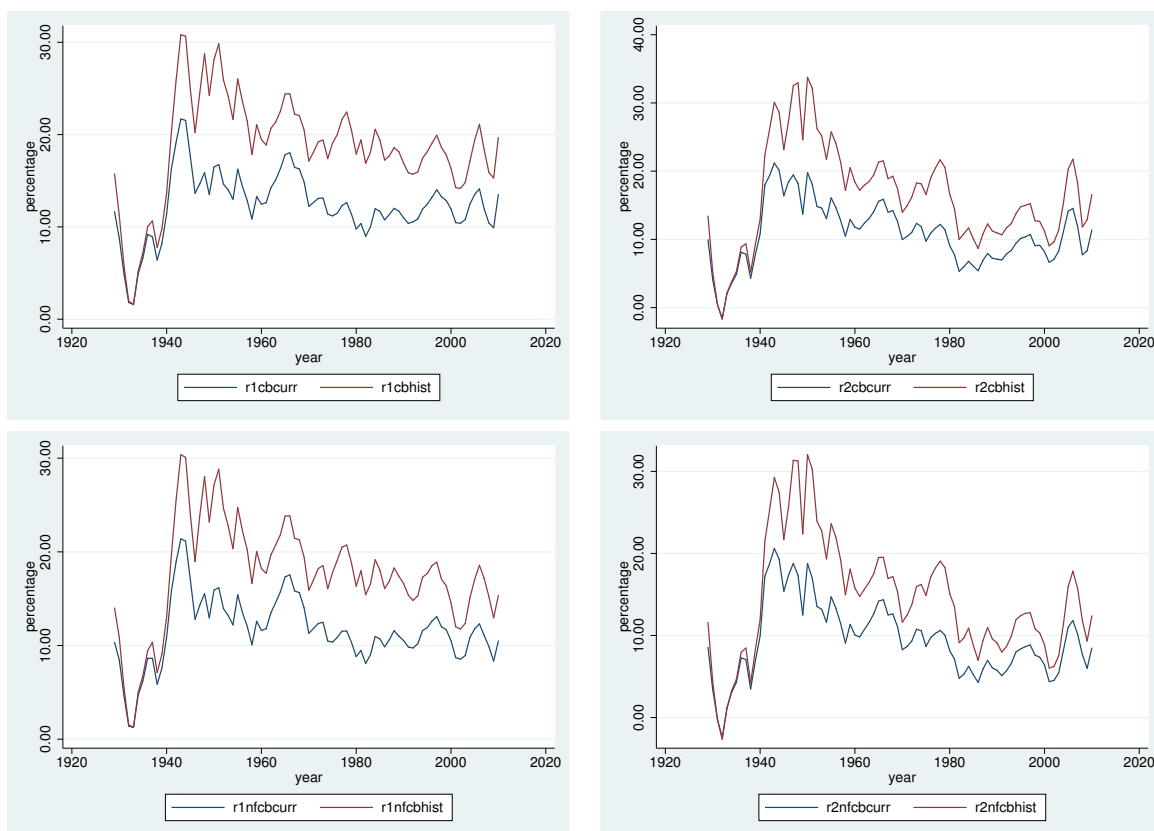 percentage
0.00 10.00 20.00 30.00
1920 1940 1960 1980 2000 2020
year
r1cbcurr r1cbhist
percentage
0.00 10.00 20.00 30.00 40.00
1920 1940 1960 1980 2000 2020
year
r2cbcurr r2cbhist
percentage
0.00 10.00 20.00 30.00
1920 1940 1960 1980 2000 2020
year
r1nfcbcurr r1nfcbhist
percentage
0.00 10.00 20.00 30.00
1920 1940 1960 1980 2000 2020
year
r2nfcbcurr r2nfcbhist